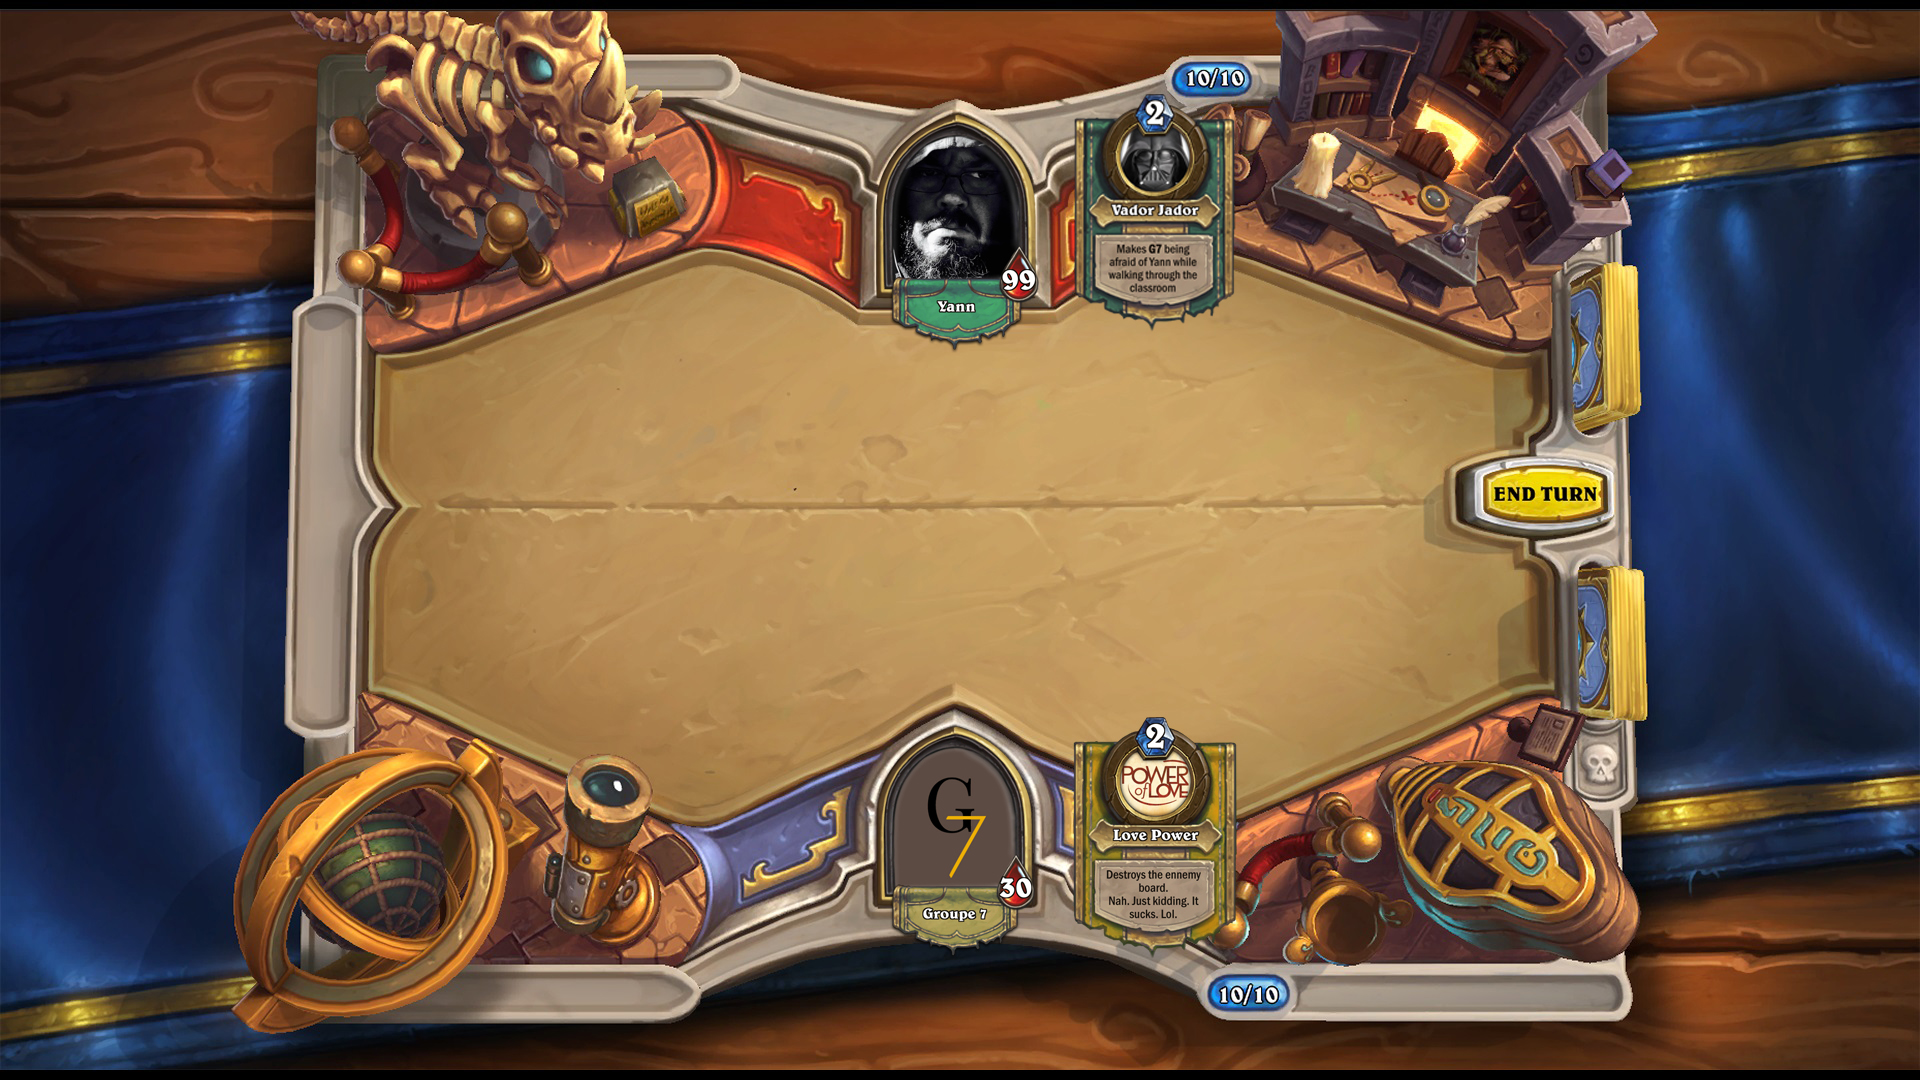 10/10
2
Vador Jador
Makes G7 being
afraid of Yann while
walking through the
classroom
99
Yann
END TURN
2
POWER
of LOVE
Love Power
Destroys the ennemy
board.
Nah. Just kidding. It
sucks. Lol.
G
7
30
Groupe 7
10/10